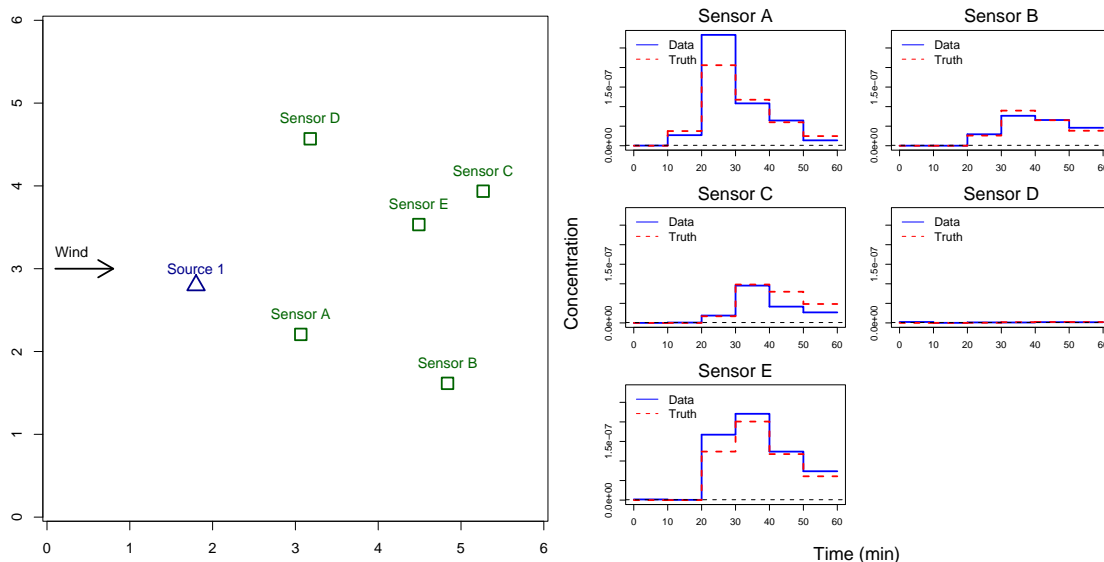 6
5
4
3
2
1
0
0 1 2 3 4 5 6
Sensor D
Sensor C
Sensor E
Wind
Source 1
Sensor A
Sensor B
Concentration
Time (min)
Sensor A
Data
Truth
0.0e+00 1.5e-07
0 10 20 30 40 50 60
Sensor B
Data
Truth
0.0e+00 1.5e-07
0 10 20 30 40 50 60
Sensor C
Data
Truth
0.0e+00 1.5e-07
0 10 20 30 40 50 60
Sensor D
Data
Truth
0.0e+00 1.5e-07
0 10 20 30 40 50 60
Sensor E
Data
Truth
0.0e+00 1.5e-07
0 10 20 30 40 50 60